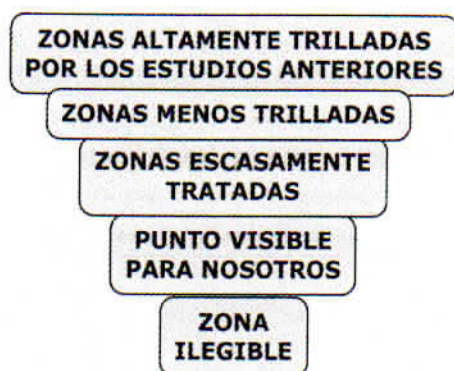 ZONAS ALTAMENTE TRILLADAS
POR LOS ESTUDIOS ANTERIORES
ZONAS MENOS TRILLADAS
ZONAS ESCASAMENTE
TRATADAS
PUNTO VISIBLE
PARA NOSOTROS
ZONA
ILEGIBLE